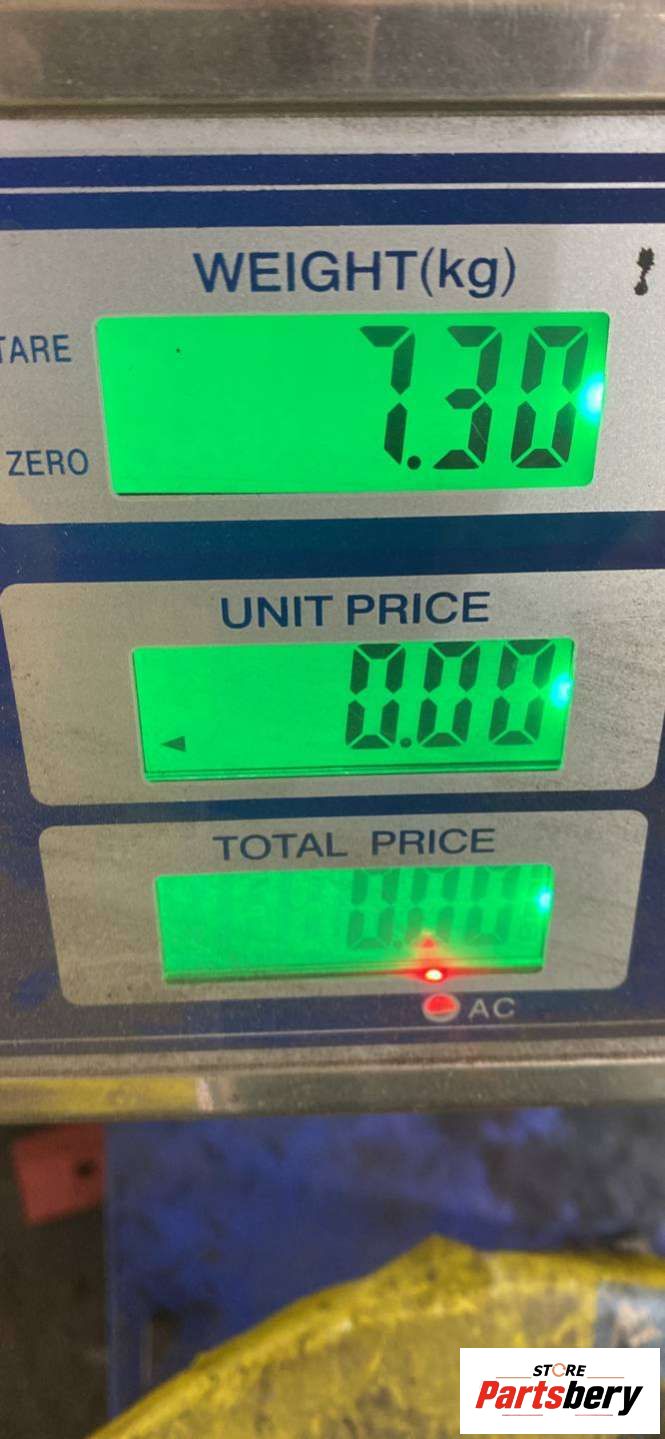 WEIGHT(kg)
TARE
7.30
ZERO
UNIT PRICE
0.00
TOTAL PRICE
0.00
AC
STORE
Partsbery